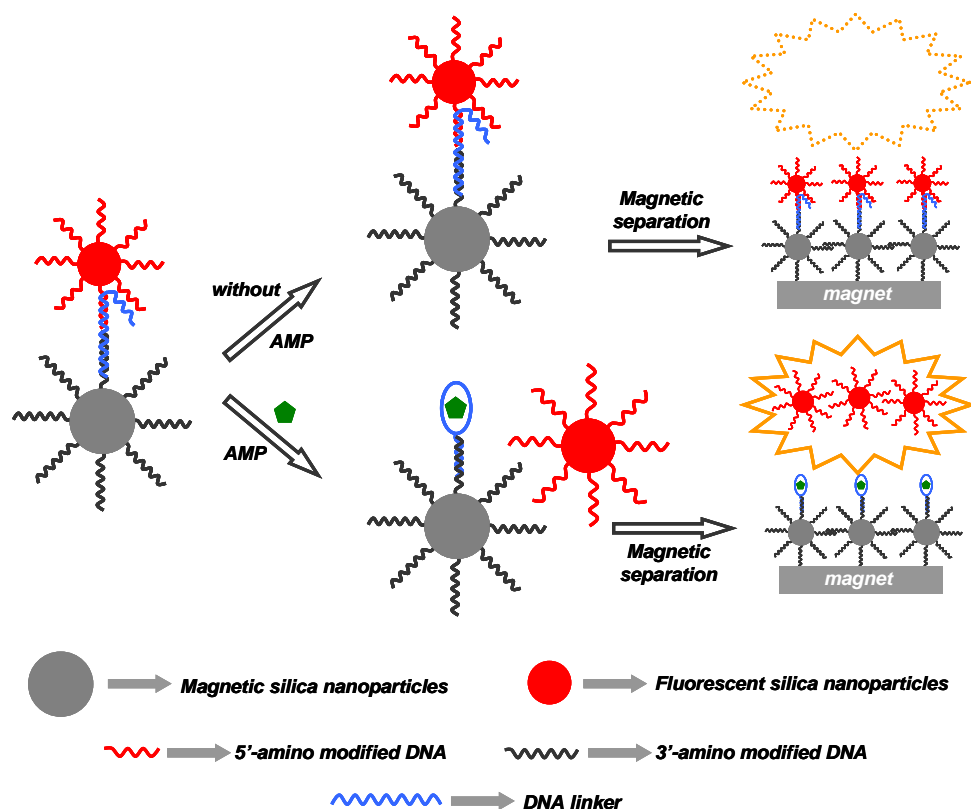 Magnetic
separation
magnet
without
AMP
AMP
Magnetic
separation
magnet
Magnetic silica nanoparticles
Fluorescent silica nanoparticles
5'-amino modified DNA
3'-amino modified DNA
DNA linker